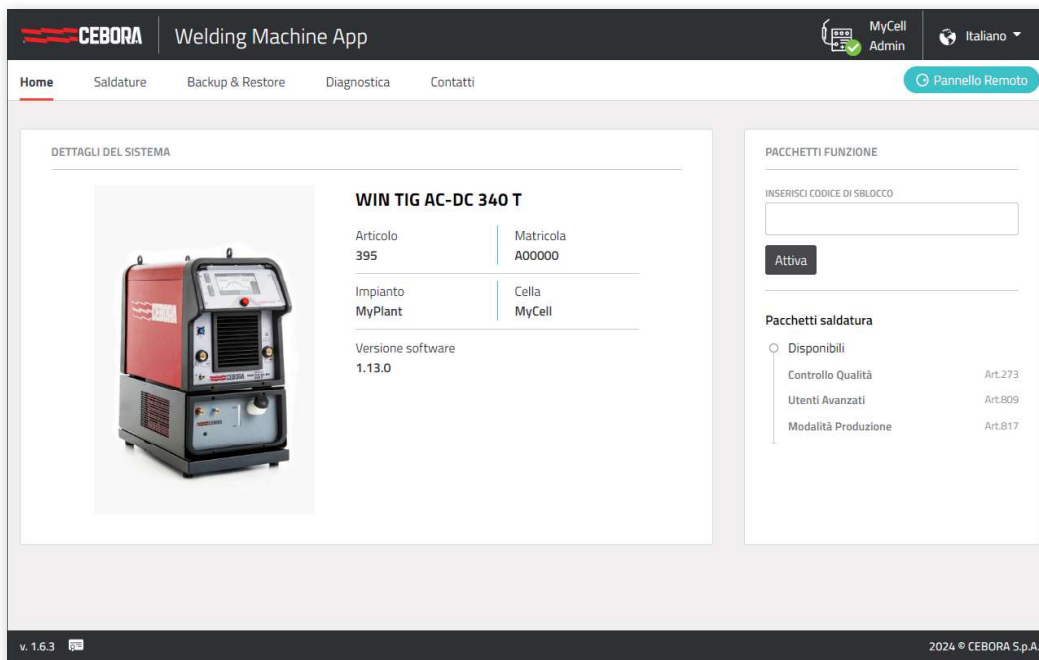 CEBORA
Welding Machine App
MyCell
Admin
Italiano
Home
Saldature
Backup & Restore
Diagnostica
Contatti
Pannello Remoto
DETTAGLI DEL SISTEMA
WIN TIG AC-DC 340 T
Articolo
395
Matricola
A00000
Impianto
MyPlant
Cella
MyCell
Versione software
1.13.0
CEBORA
PACCHETTI FUNZIONE
INSERISCI CODICE DI SBLOCCO
Attiva
Pacchetti saldatura
Disponibili
Controllo Qualità Art.273
Utenti Avanzati Art.809
Modalità Produzione Art.817
v. 1.6.3
2024 © CEBORA S.p.A.